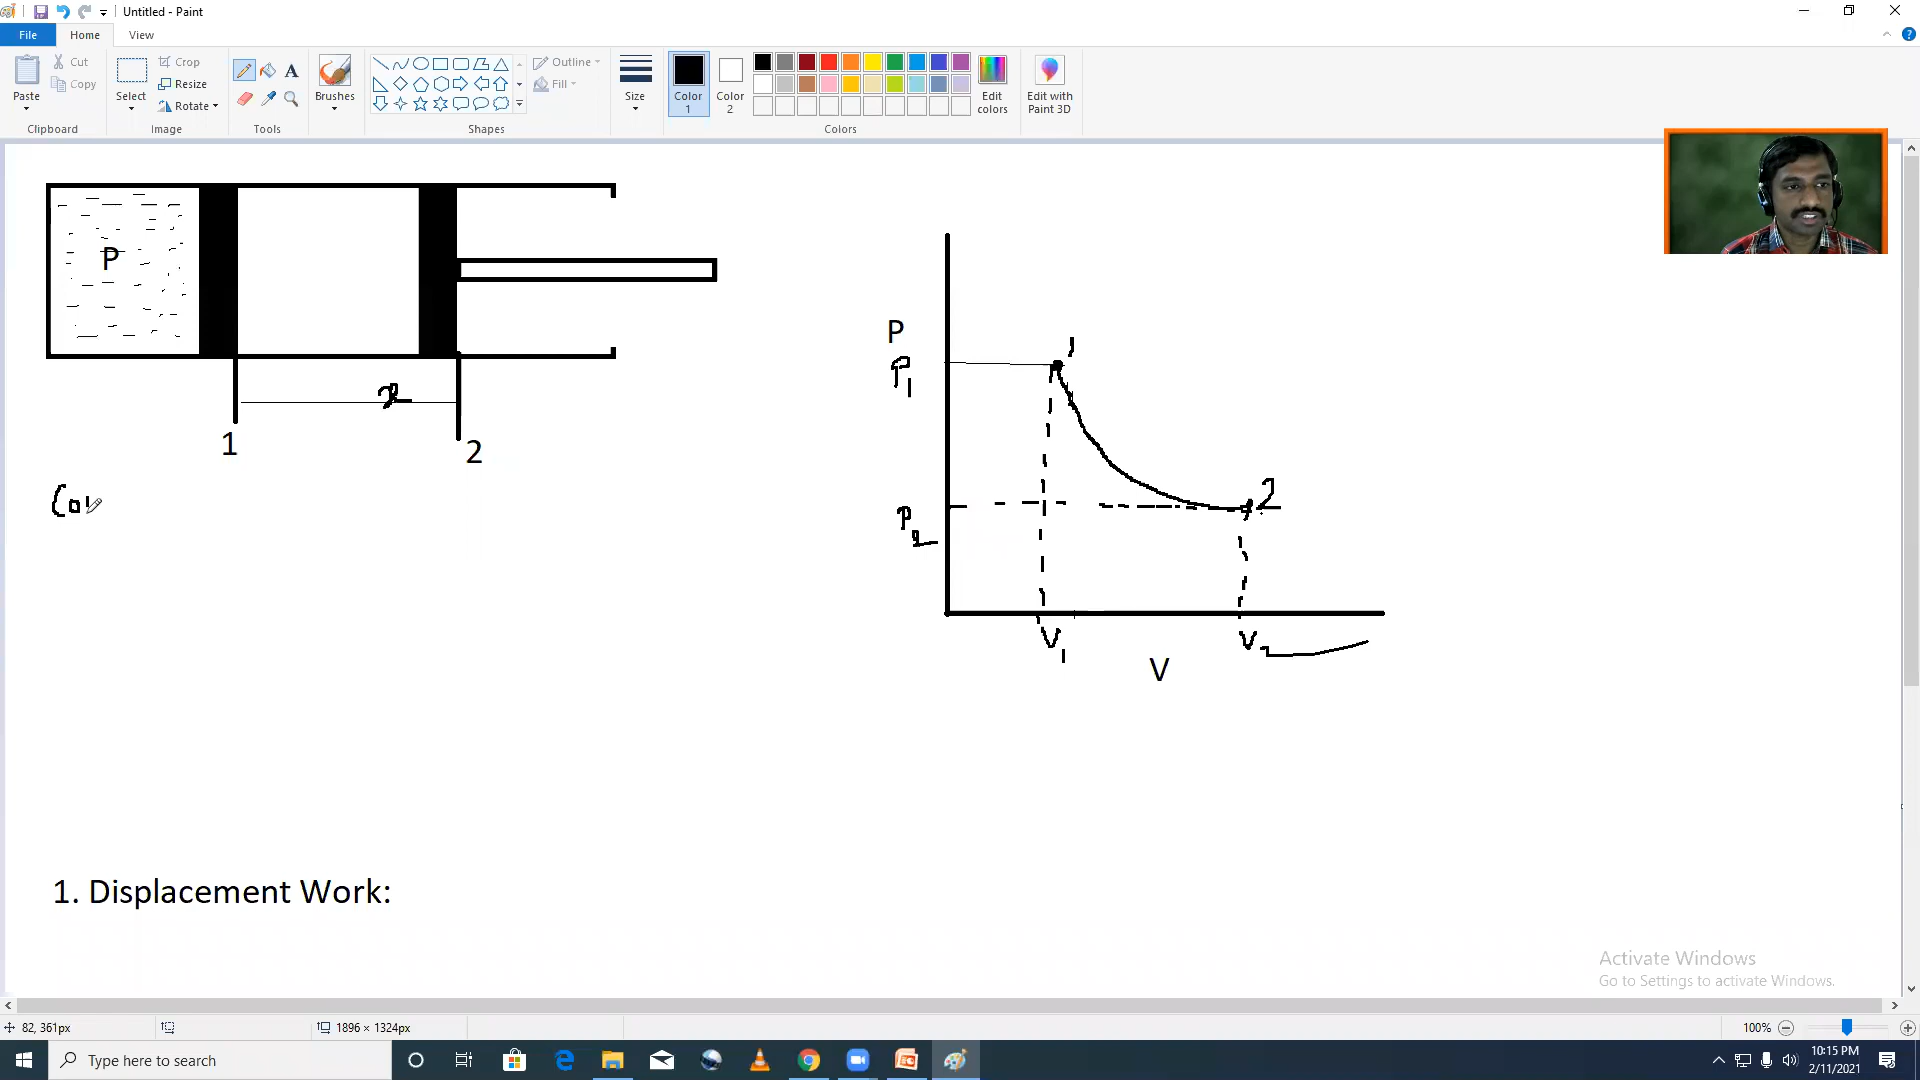 Untitled - Paint
File Home View
Paste
Cut
Copy
Clipboard
Select
Crop
Resize
Rotate
Image
A
Tools
Brushes
Shapes
Outline
Fill
Size
Color 1
Color 2
Colors
Edit colors
Edit with Paint 3D
P
x
1
2
P
P1
1
P2
2
V1
V2
V
1. Displacement Work:
Activate Windows
Go to Settings to activate Windows.
82, 361px
1896 × 1324px
100%
Type here to search
10:15 PM
2/11/2021